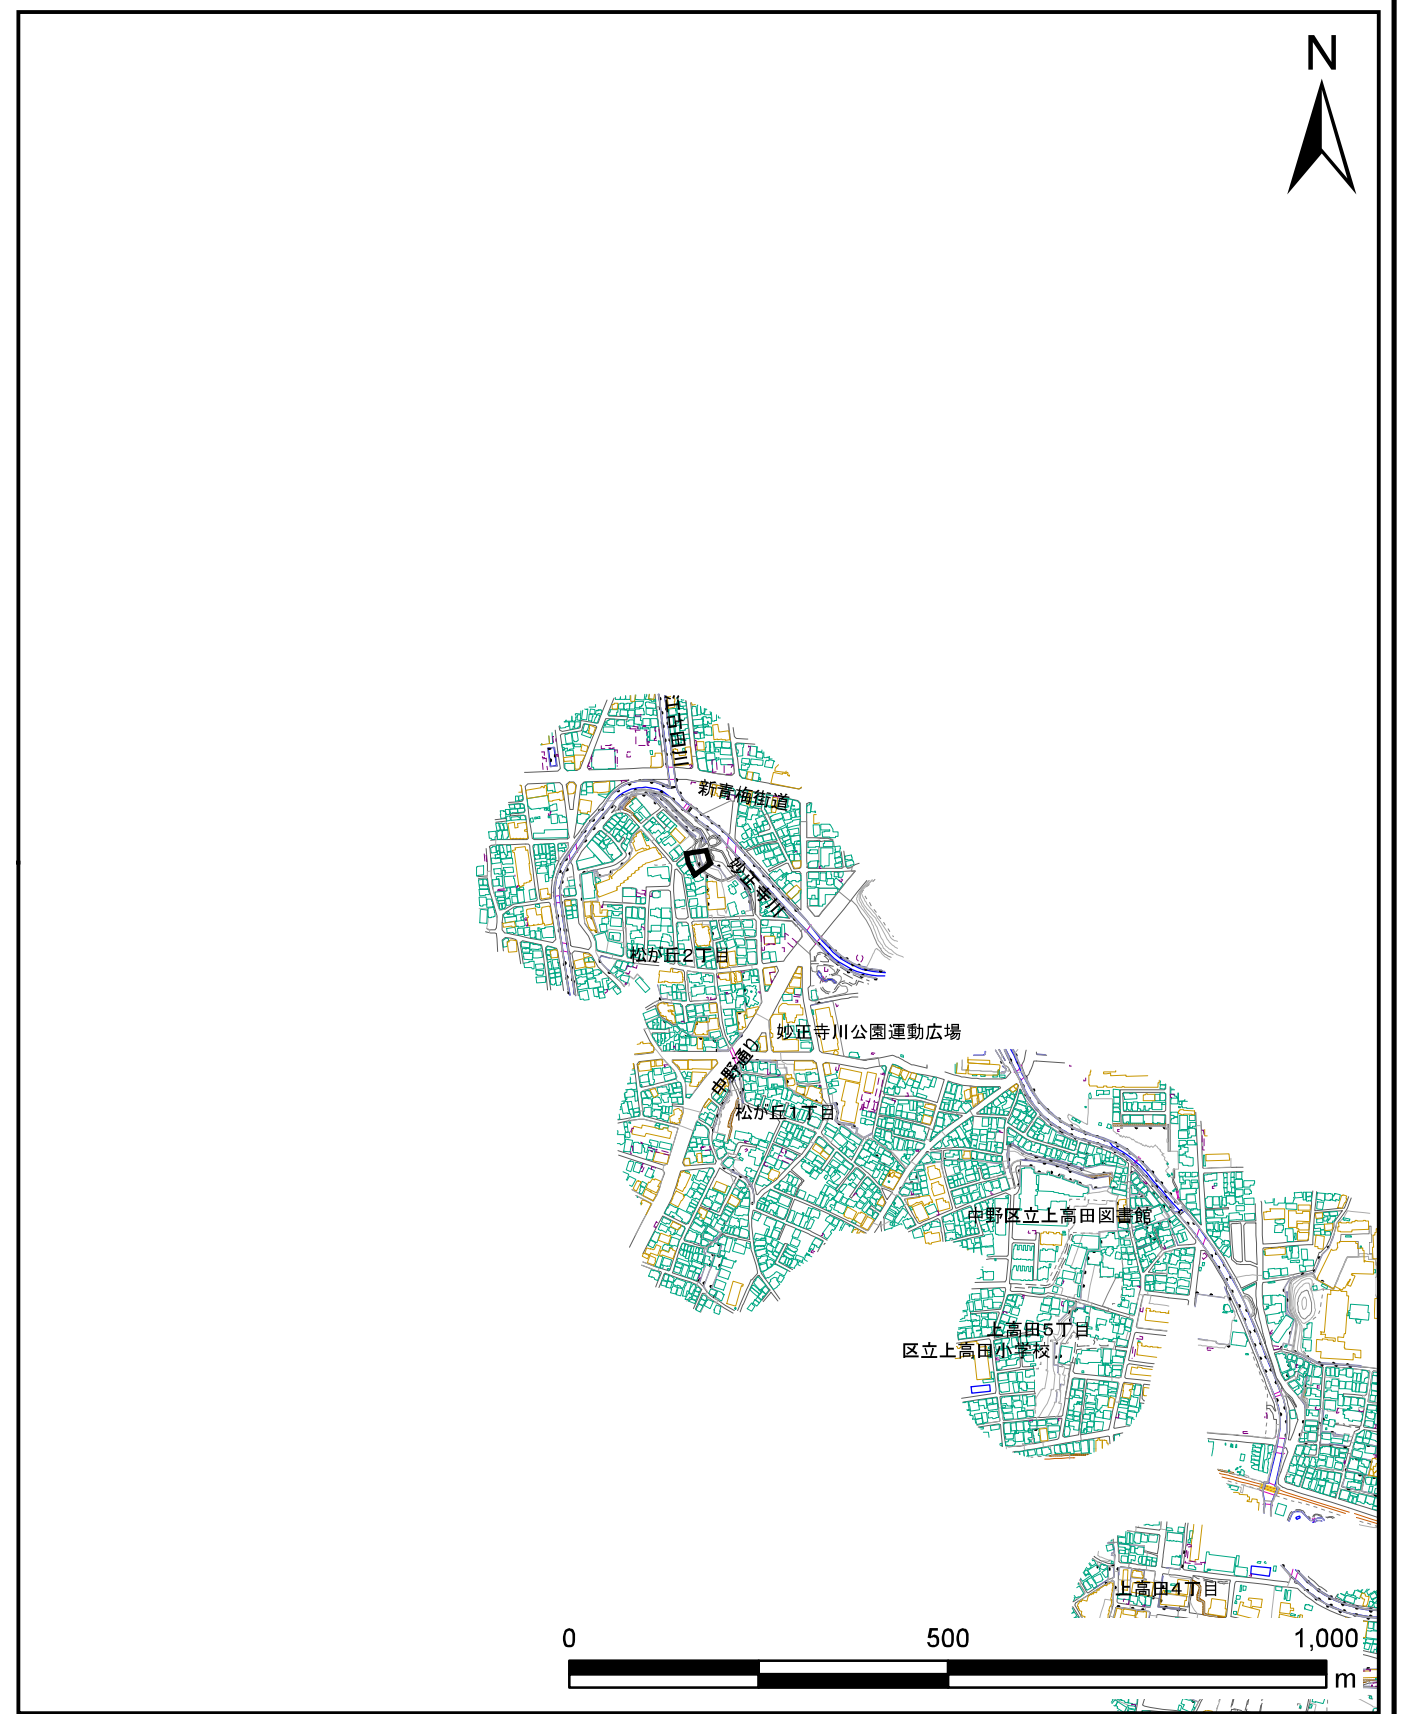 N
江古田川
新青梅街道
妙正寺川
松が丘2丁目
妙正寺川公園運動広場
中野通り
松が丘1丁目
中野区立上高田図書館
上高田5丁目
区立上高田小学校
上高田4丁目
0 500 1,000
m